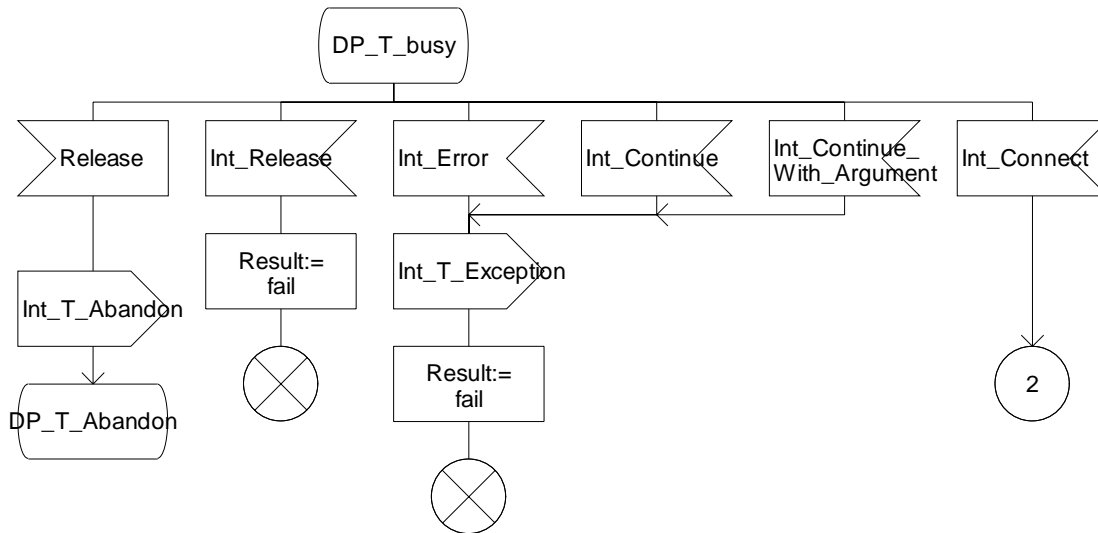 DP_T_busy
Release
Int_Release
Int_Error
Int_Continue
Int_Continue_
With_Argument
Int_Connect
Result:=
fail
Int_T_Exception
Int_T_Abandon
Result:=
fail
2
DP_T_Abandon